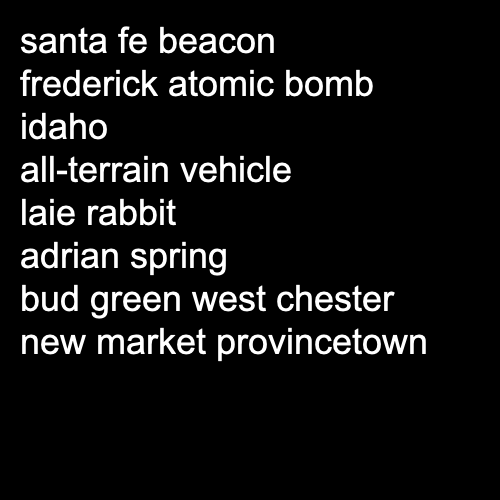 santa fe beacon
frederick atomic bomb
idaho
all-terrain vehicle
laie rabbit
adrian spring
bud green west chester
new market provincetown